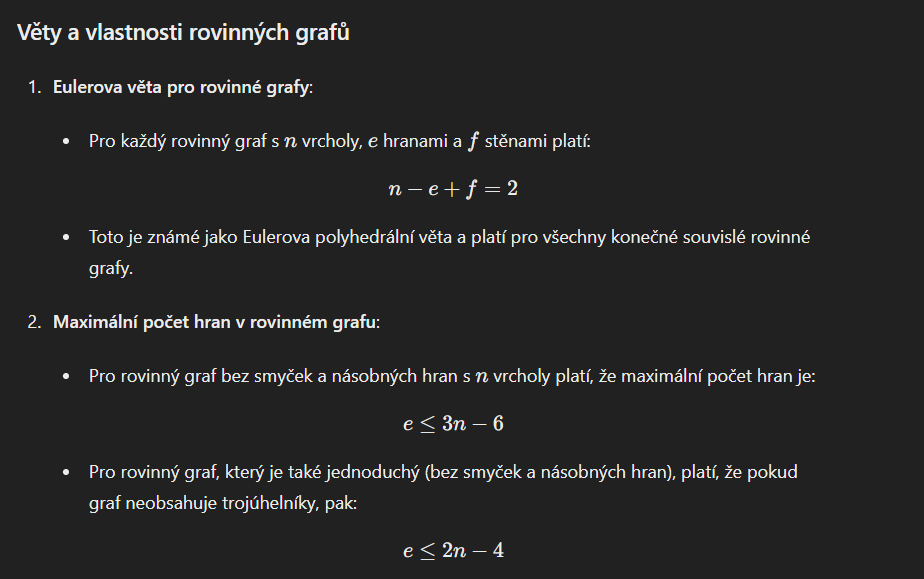 Věty a vlastnosti rovinných grafů
1. Eulerova věta pro rovinné grafy:
• Pro každý rovinný graf s n vrcholy, e hranami a f stěnami platí:
n − e + f = 2
• Toto je známé jako Eulerova polyhedrální věta a platí pro všechny konečné souvislé rovinné
grafy.
2. Maximální počet hran v rovinném grafu:
• Pro rovinný graf bez smyček a násobných hran s n vrcholy platí, že maximální počet hran je:
e ≤ 3n − 6
• Pro rovinný graf, který je také jednoduchý (bez smyček a násobných hran), platí, že pokud
graf neobsahuje trojúhelníky, pak:
e ≤ 2n − 4